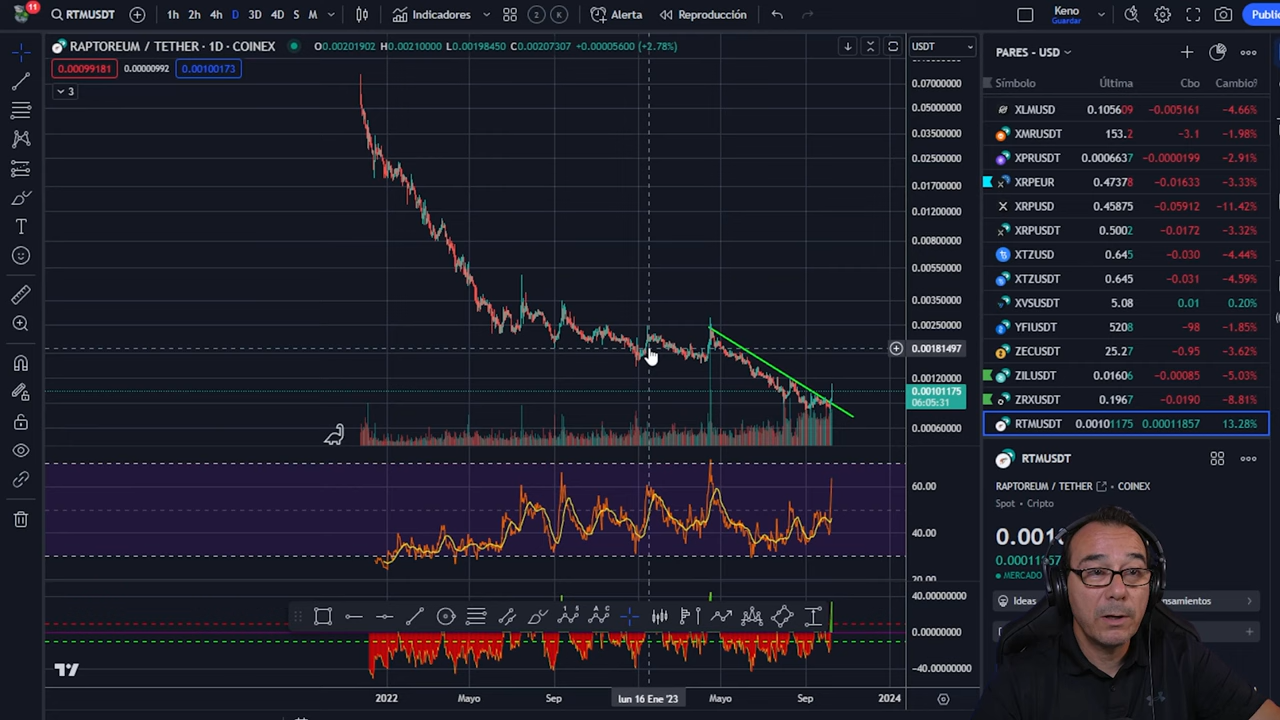 11
RTMUSDT
1h 2h 4h D 3D 4D S M
Indicadores
2 K
Alerta
Reproducción
Keno
Guardar
Public
RAPTOREUM / TETHER · 1D · COINEX
O0.00201902 H0.00210000 L0.00198450 C0.00207307 +0.00005600 (+2.78%)
USDT
0.00099181 0.00000992 0.00100173
3
0.07000000
0.05000000
0.03500000
0.02500000
0.01700000
0.01200000
0.00800000
0.00550000
0.00350000
0.00250000
0.00181497
0.00120000
0.00101175
06:05:31
0.00060000
60.00
40.00
20.00
40.00000000
0.00000000
-40.00000000
2022 Mayo Sep lun 16 Ene '23 Mayo Sep 2024
PARES - USD
Símbolo Última Cbo Cambio%
XLMUSD 0.105609 -0.005161 -4.66%
XMRUSDT 153.2 -3.1 -1.98%
XPRUSDT 0.0006637 -0.0000199 -2.91%
XRPEUR 0.47378 -0.01633 -3.33%
XRPUSD 0.45875 -0.05912 -11.42%
XRPUSDT 0.5002 -0.0172 -3.32%
XTZUSD 0.645 -0.030 -4.44%
XTZUSDT 0.645 -0.031 -4.59%
XVSUSDT 5.08 0.01 0.20%
YFIUSDT 5208 -98 -1.85%
ZECUSDT 25.27 -0.95 -3.62%
ZILUSDT 0.01606 -0.00085 -5.03%
ZRXUSDT 0.1967 -0.0190 -8.81%
RTMUSDT 0.00101175 0.00011857 13.28%
RTMUSDT
RAPTOREUM / TETHER · COINEX
Spot • Cripto
0.001
MERCADO
Ideas